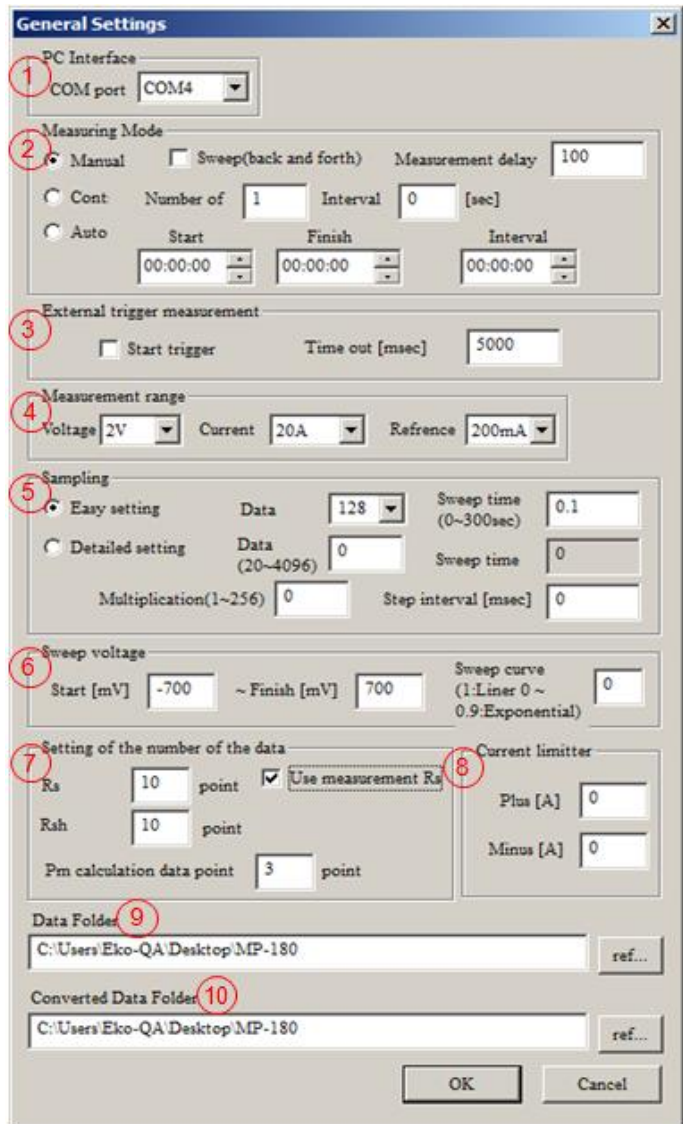 General Settings
PC Interface
1
COM port COM4
Measuring Mode
2
Manual Sweep(back and forth) Measurement delay 100
Cont Number of 1 Interval 0 [sec]
Auto Start Finish Interval
00:00:00 00:00:00 00:00:00
External trigger measurement
3
Start trigger Time out [msec] 5000
Measurement range
4
Voltage 2V Current 20A Refrence 200mA
Sampling
5
Easy setting Data 128 Sweep time
(0~300sec) 0.1
Detailed setting Data
(20~4096) 0 Sweep time 0
Multiplication(1~256) 0 Step interval [msec] 0
Sweep voltage
6
Start [mV] -700 ~ Finish [mV] 700 Sweep curve
(1:Liner 0 ~
0.9:Exponential) 0
Setting of the number of the data
7
Rs 10 point Use measurement Rs
Rsh 10 point
Pm calculation data point 3 point
8
Current limitter
Plus [A] 0
Minus [A] 0
Data Folder 9
C:\Users\Eko-QA\Desktop\MP-180 ref...
Converted Data Folder 10
C:\Users\Eko-QA\Desktop\MP-180 ref...
OK Cancel